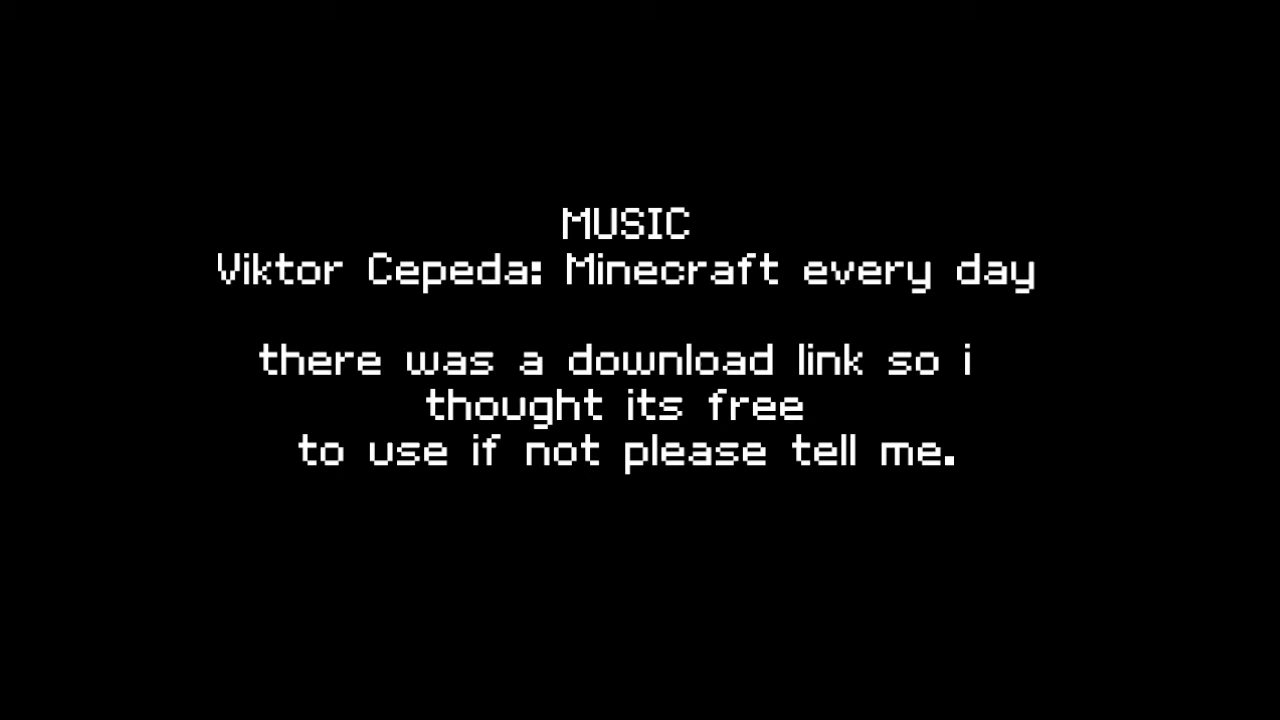 MUSIC
Viktor Cepeda: Minecraft every day
there was a download link so i
thought its free
to use if not please tell me.